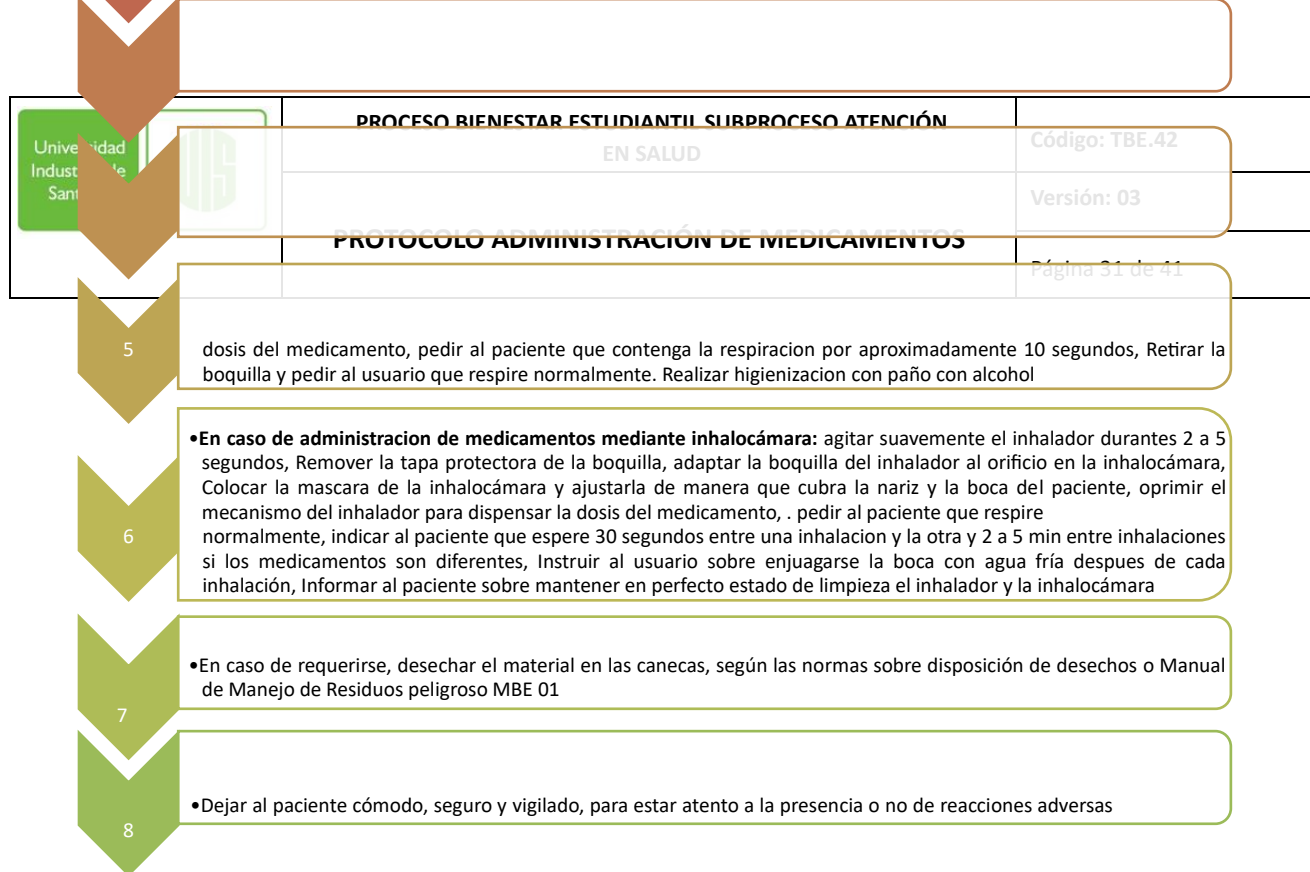 Universidad
Industrial de
Santander
UIS
PROCESO BIENESTAR ESTUDIANTIL SUBPROCESO ATENCIÓN
EN SALUD
PROTOCOLO ADMINISTRACIÓN DE MEDICAMENTOS
Código: TBE.42
Versión: 03
Página 31 de 41
5
dosis del medicamento, pedir al paciente que contenga la respiracion por aproximadamente 10 segundos, Retirar la
boquilla y pedir al usuario que respire normalmente. Realizar higienizacion con paño con alcohol
•En caso de administracion de medicamentos mediante inhalocámara: agitar suavemente el inhalador durantes 2 a 5
segundos, Remover la tapa protectora de la boquilla, adaptar la boquilla del inhalador al orificio en la inhalocámara,
Colocar la mascara de la inhalocámara y ajustarla de manera que cubra la nariz y la boca del paciente, oprimir el
mecanismo del inhalador para dispensar la dosis del medicamento, . pedir al paciente que respire
6
normalmente, indicar al paciente que espere 30 segundos entre una inhalacion y la otra y 2 a 5 min entre inhalaciones
si los medicamentos son diferentes, Instruir al usuario sobre enjuagarse la boca con agua fría despues de cada
inhalación, Informar al paciente sobre mantener en perfecto estado de limpieza el inhalador y la inhalocámara
•En caso de requerirse, desechar el material en las canecas, según las normas sobre disposición de desechos o Manual
de Manejo de Residuos peligroso MBE 01
7
•Dejar al paciente cómodo, seguro y vigilado, para estar atento a la presencia o no de reacciones adversas
8